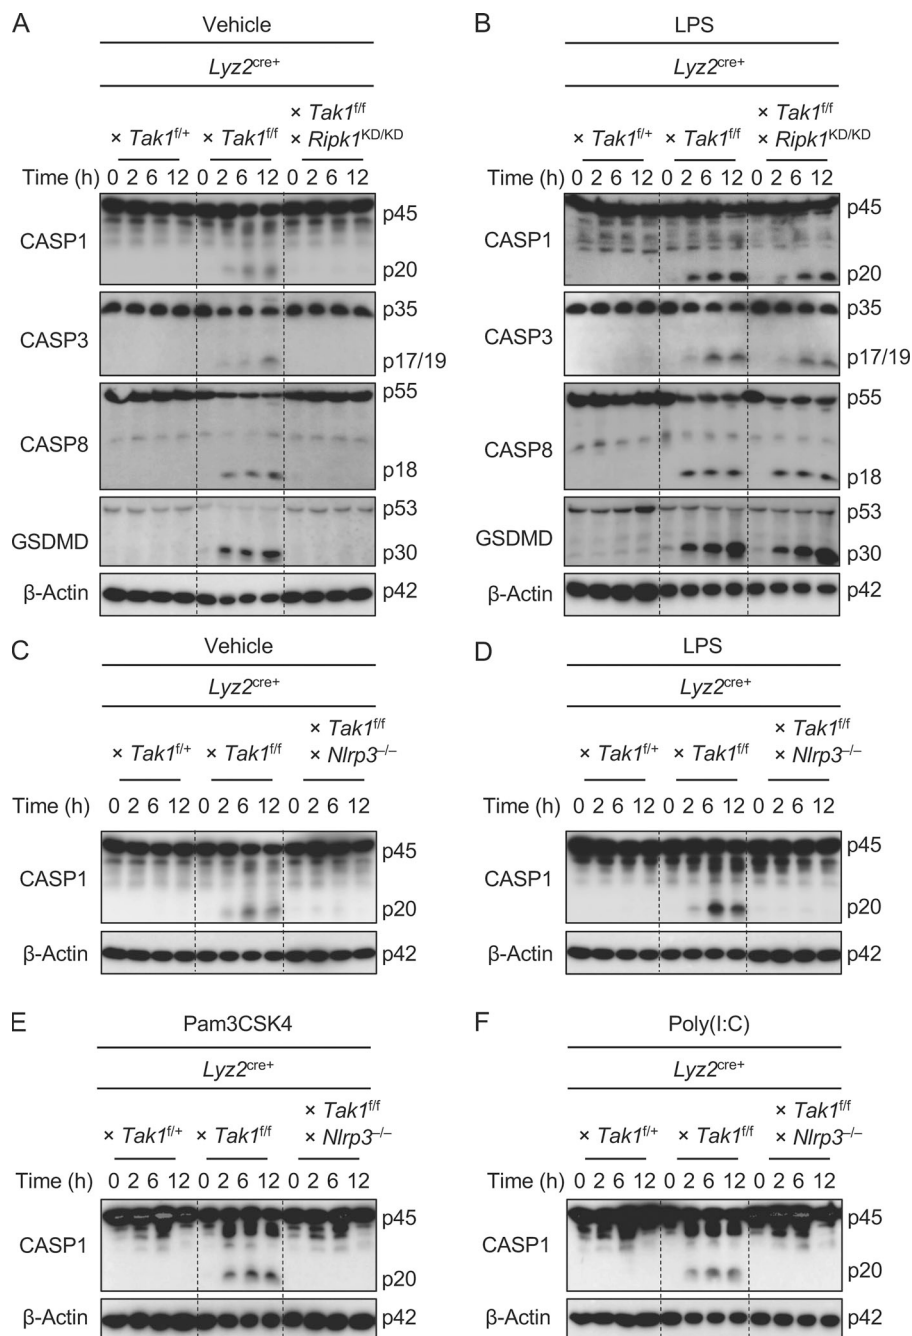 A
Vehicle
Lyz2cre+
× Tak1f/f
× Tak1f/+ × Tak1f/f × Ripk1KD/KD
Time (h) 0 2 6 12 0 2 6 12 0 2 6 12
CASP1 p45
p20
CASP3 p35
p17/19
CASP8 p55
p18
GSDMD p53
p30
β-Actin p42
B
LPS
Lyz2cre+
× Tak1f/f
× Tak1f/+ × Tak1f/f × Ripk1KD/KD
Time (h) 0 2 6 12 0 2 6 12 0 2 6 12
CASP1 p45
p20
CASP3 p35
p17/19
CASP8 p55
p18
GSDMD p53
p30
β-Actin p42
C
Vehicle
Lyz2cre+
× Tak1f/f
× Tak1f/+ × Tak1f/f × Nlrp3–/–
Time (h) 0 2 6 12 0 2 6 12 0 2 6 12
CASP1 p45
p20
β-Actin p42
D
LPS
Lyz2cre+
× Tak1f/f
× Tak1f/+ × Tak1f/f × Nlrp3–/–
Time (h) 0 2 6 12 0 2 6 12 0 2 6 12
CASP1 p45
p20
β-Actin p42
E
Pam3CSK4
Lyz2cre+
× Tak1f/f
× Tak1f/+ × Tak1f/f × Nlrp3–/–
Time (h) 0 2 6 12 0 2 6 12 0 2 6 12
CASP1 p45
p20
β-Actin p42
F
Poly(I:C)
Lyz2cre+
× Tak1f/f
× Tak1f/+ × Tak1f/f × Nlrp3–/–
Time (h) 0 2 6 12 0 2 6 12 0 2 6 12
CASP1 p45
p20
β-Actin p42